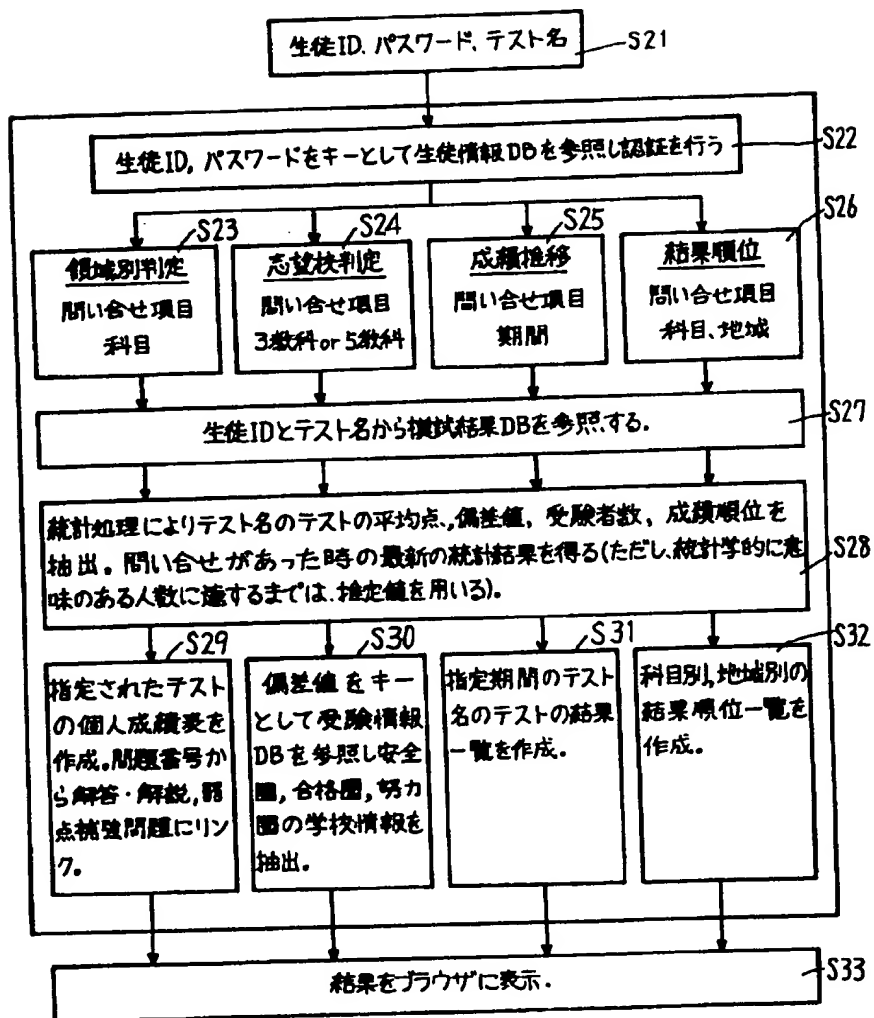 生徒ID、パスワード、テスト名
S21
生徒ID,パスワードをキーとして生徒情報DBを参照し認証を行う
S22
S23
領域別判定
問い合せ項目
科目
S24
志望校判定
問い合せ項目
3教科or5教科
S25
成績推移
問い合せ項目
期間
S26
結果順位
問い合せ項目
科目、地域
生徒IDとテスト名から模試結果DBを参照する.
S27
統計処理によりテスト名のテストの平均点、偏差値,受験者数,成績順位を
抽出。問い合せがあった時の最新の統計結果を得る(ただし、統計学的に意
味のある人数に達するまでは、推定値を用いる)。
S28
S29
指定されたテスト
の個人成績表を
作成。問題番号か
ら解答・解説,弱
点補強問題にリン
ク。
S30
偏差値をキー
として受験情報
DBを参照し安全
圏,合格圏,努力
圏の学校情報を
抽出.
S31
指定期間のテスト
名のテストの結果
一覧を作成.
S32
科目別,地域別の
結果順位一覧を
作成.
結果をブラウザに表示.
S33